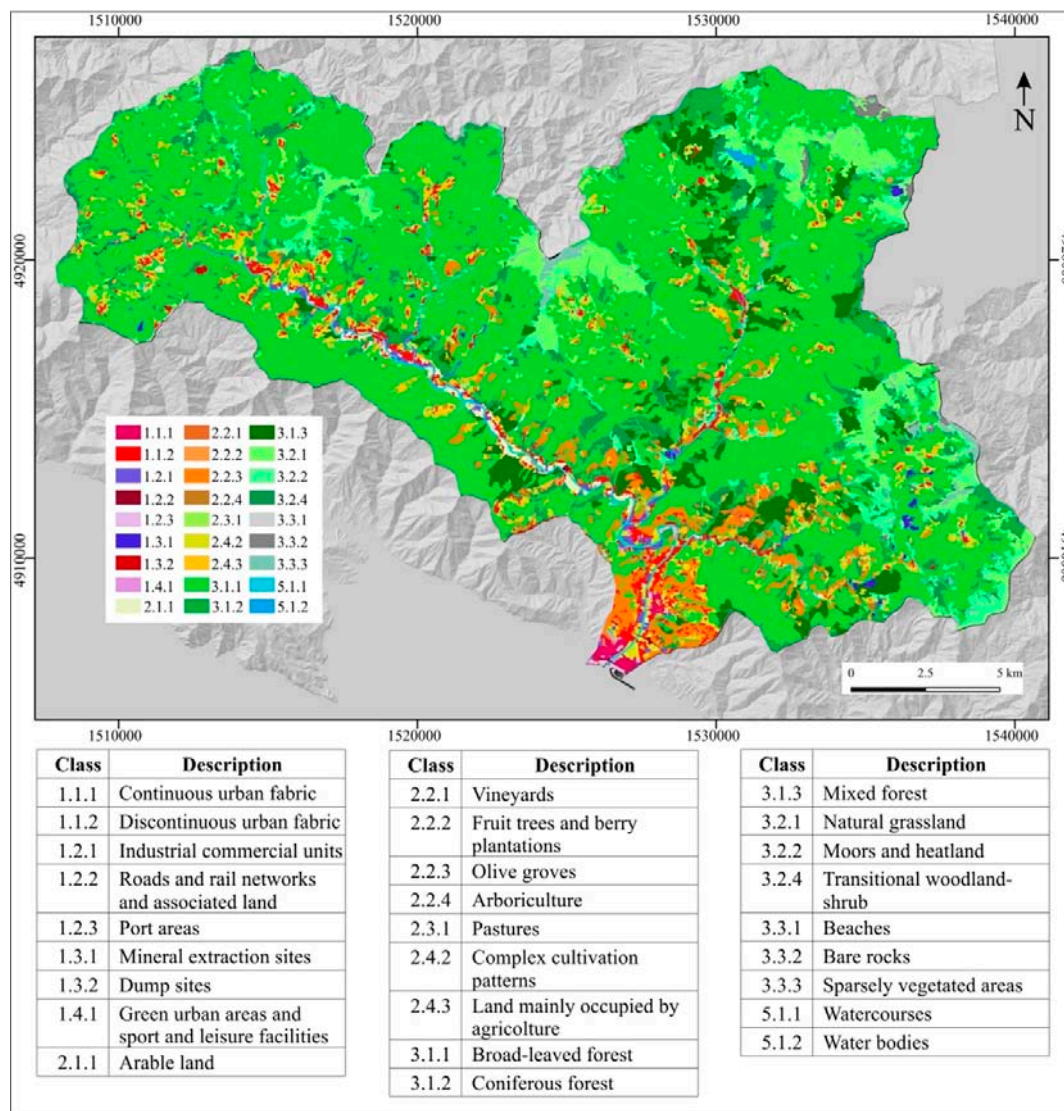 1510000 1520000 1530000 1540000
N
4920000 4920000
4910000 4910000
1.1.1 2.2.1 3.1.3
1.1.2 2.2.2 3.2.1
1.2.1 2.2.3 3.2.2
1.2.2 2.2.4 3.2.4
1.2.3 2.3.1 3.3.1
1.3.1 2.4.2 3.3.2
1.3.2 2.4.3 3.3.3
1.4.1 3.1.1 5.1.1
2.1.1 3.1.2 5.1.2
0 2.5 5 km
1510000 1520000 1530000 1540000
Class Description
1.1.1 Continuous urban fabric
1.1.2 Discontinuous urban fabric
1.2.1 Industrial commercial units
1.2.2 Roads and rail networks
and associated land
1.2.3 Port areas
1.3.1 Mineral extraction sites
1.3.2 Dump sites
1.4.1 Green urban areas and
sport and leisure facilities
2.1.1 Arable land
Class Description
2.2.1 Vineyards
2.2.2 Fruit trees and berry
plantations
2.2.3 Olive groves
2.2.4 Arboriculture
2.3.1 Pastures
2.4.2 Complex cultivation
patterns
2.4.3 Land mainly occupied by
agricolture
3.1.1 Broad-leaved forest
3.1.2 Coniferous forest
Class Description
3.1.3 Mixed forest
3.2.1 Natural grassland
3.2.2 Moors and heatland
3.2.4 Transitional woodland-
shrub
3.3.1 Beaches
3.3.2 Bare rocks
3.3.3 Sparsely vegetated areas
5.1.1 Watercourses
5.1.2 Water bodies